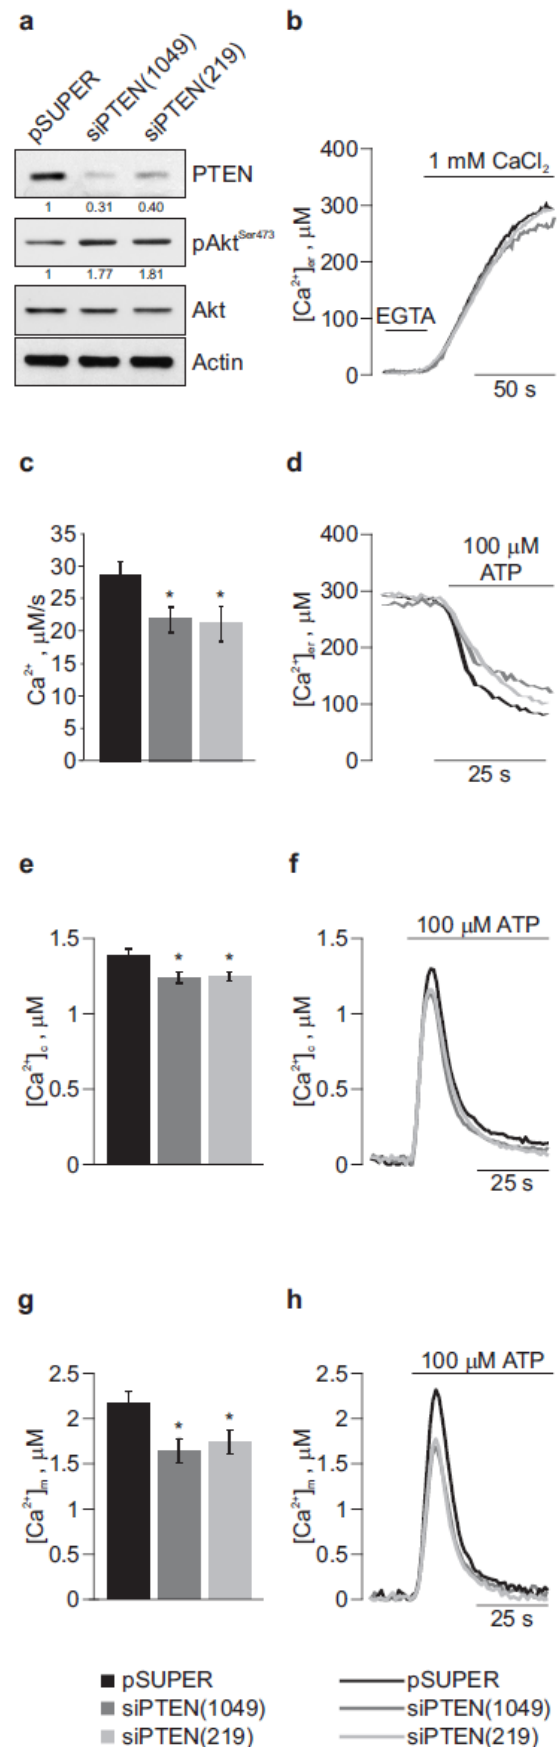 a
pSUPER
siPTEN(1049)
siPTEN(219)
PTEN
1 0.31 0.40
pAkt^Ser473
1 1.77 1.81
Akt
Actin
b
400
300
200
100
0
[Ca²⁺]er , µM
1 mM CaCl₂
EGTA
50 s
c
35
30
25
20
15
10
5
0
Ca²⁺ , µM/s
* *
d
400
300
200
100
0
[Ca²⁺]er , µM
100 µM
ATP
25 s
e
1.5
1
0.5
0
[Ca²⁺]c , µM
* *
f
1.5
1
0.5
0
[Ca²⁺]c , µM
100 µM ATP
25 s
g
2.5
2
1.5
1
0.5
0
[Ca²⁺]m , µM
* *
h
2.5
2
1.5
1
0.5
0
[Ca²⁺]m , µM
100 µM ATP
25 s
pSUPER
siPTEN(1049)
siPTEN(219)
pSUPER
siPTEN(1049)
siPTEN(219)